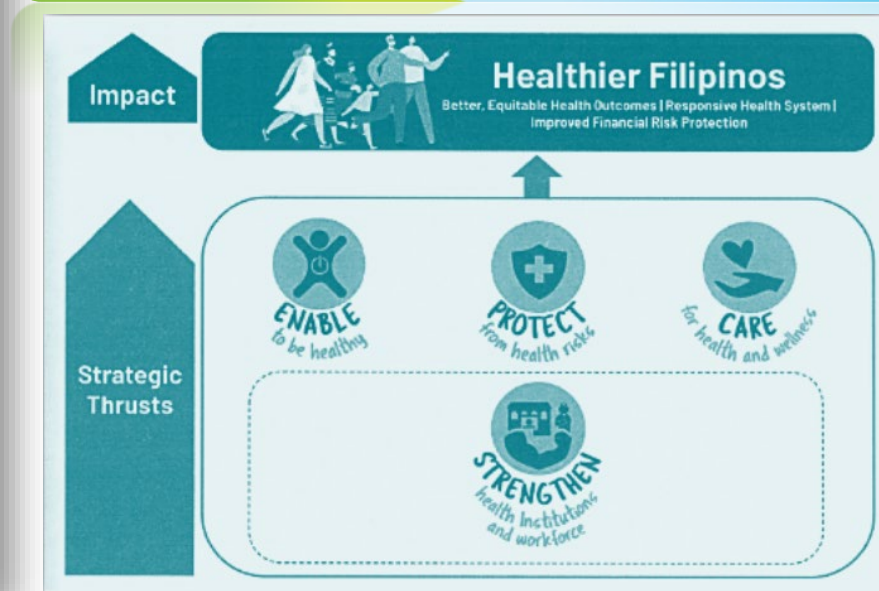 Impact
Healthier Filipinos
Better, Equitable Health Outcomes | Responsive Health System |
Improved Financial Risk Protection
Strategic
Thrusts
ENABLE
to be healthy
PROTECT
from health risks
CARE
for health and wellness
STRENGTHEN
health Institutions
and workforce